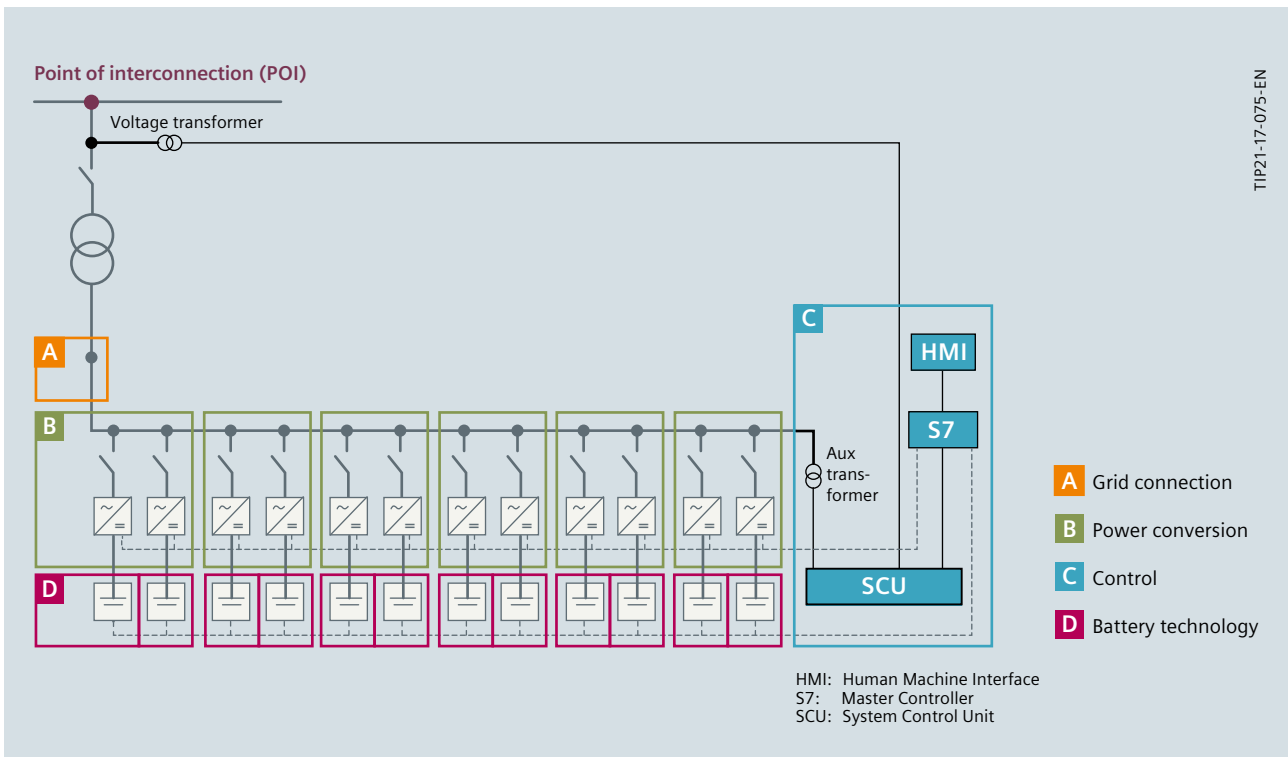 Point of interconnection (POI)
Voltage transformer
TIP21-17-075-EN
C
HMI
A
B
S7
Aux
trans-
former
A Grid connection
B Power conversion
C Control
D Battery technology
D
SCU
HMI: Human Machine Interface
S7: Master Controller
SCU: System Control Unit